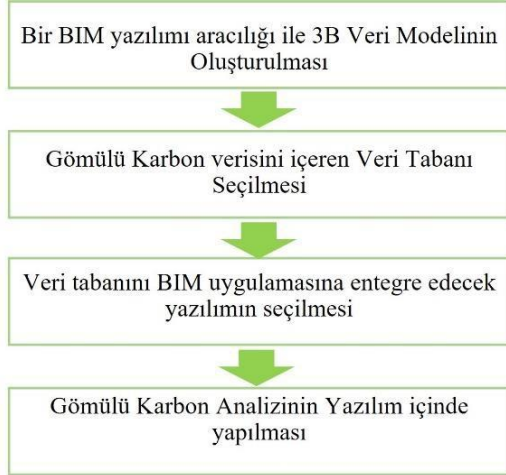 Bir BIM yazılımı aracılığı ile 3B Veri Modelinin
Oluşturulması
Gömülü Karbon verisini içeren Veri Tabanı
Seçilmesi
Veri tabanını BIM uygulamasına entegre edecek
yazılımın seçilmesi
Gömülü Karbon Analizinin Yazılım içinde
yapılması